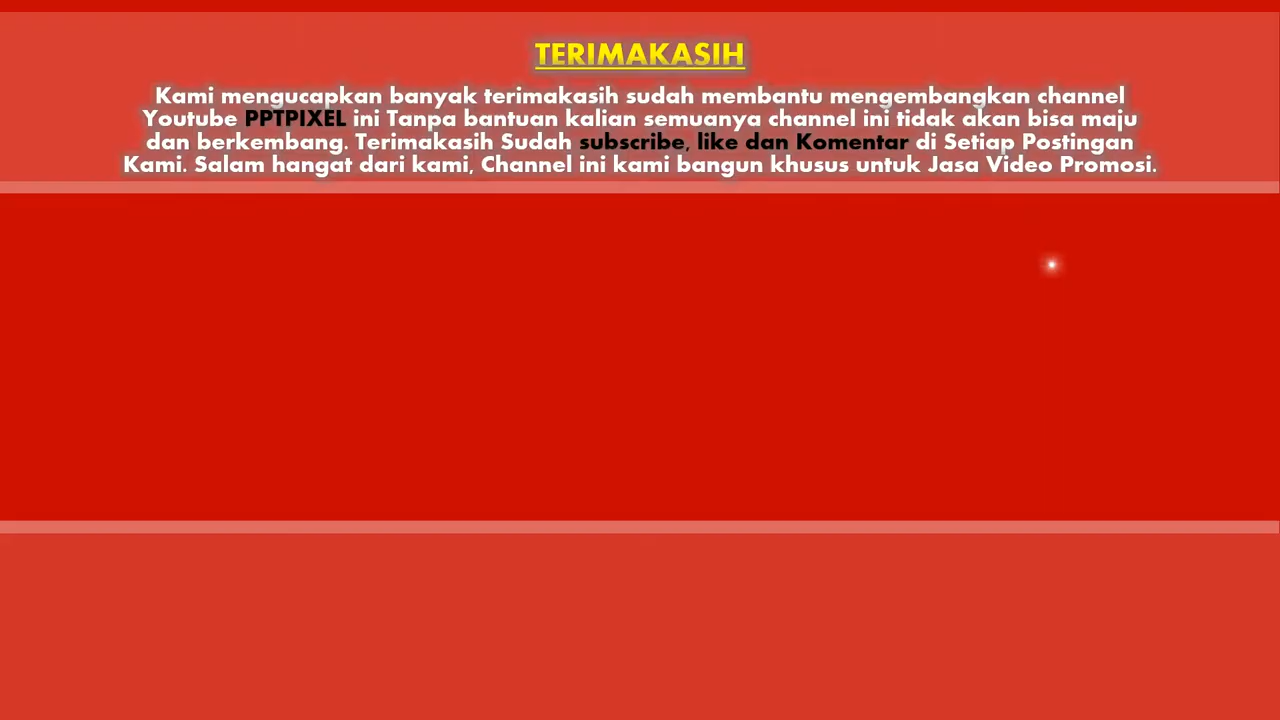 TERIMAKASIH
Kami mengucapkan banyak terimakasih sudah membantu mengembangkan channel
Youtube PPTPIXEL ini Tanpa bantuan kalian semuanya channel ini tidak akan bisa maju
dan berkembang. Terimakasih Sudah subscribe, like dan Komentar di Setiap Postingan
Kami. Salam hangat dari kami, Channel ini kami bangun khusus untuk Jasa Video Promosi.